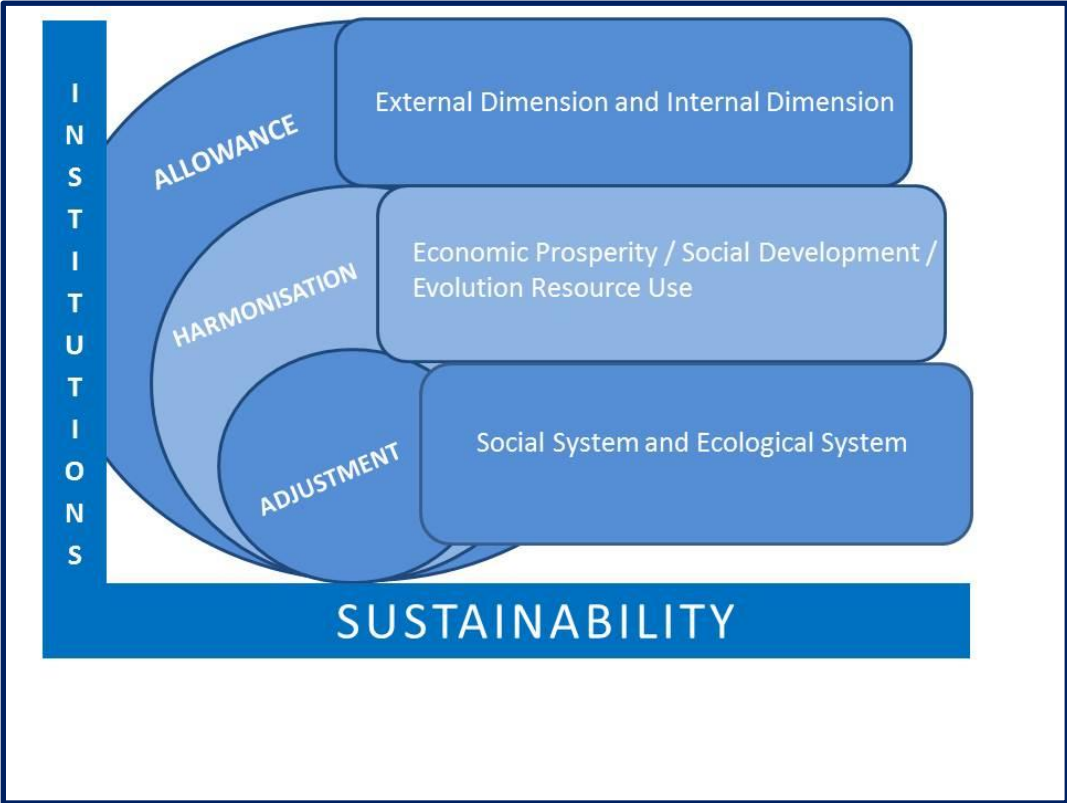 INSTITUTIONS
ALLOWANCE
External Dimension and Internal Dimension
HARMONISATION
Economic Prosperity / Social Development /
Evolution Resource Use
ADJUSTMENT
Social System and Ecological System
SUSTAINABILITY